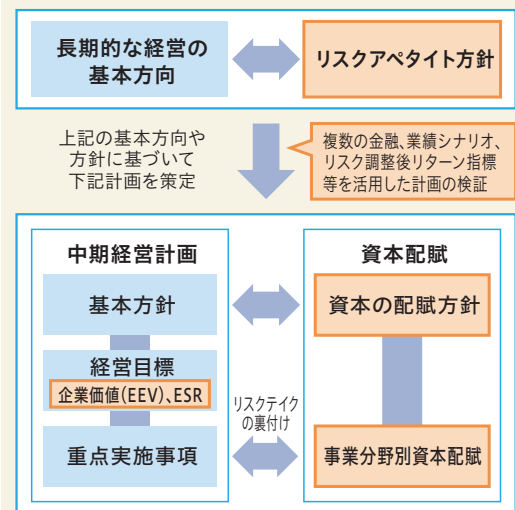 長期的な経営の
基本方向
リスクアペタイト方針
上記の基本方向や
方針に基づいて
下記計画を策定
複数の金融、業績シナリオ、
リスク調整後リターン指標
等を活用した計画の検証
中期経営計画
資本配賦
基本方針
資本の配賦方針
経営目標
企業価値(EEV)、ESR
リスクテイク
の裏付け
重点実施事項
事業分野別資本配賦